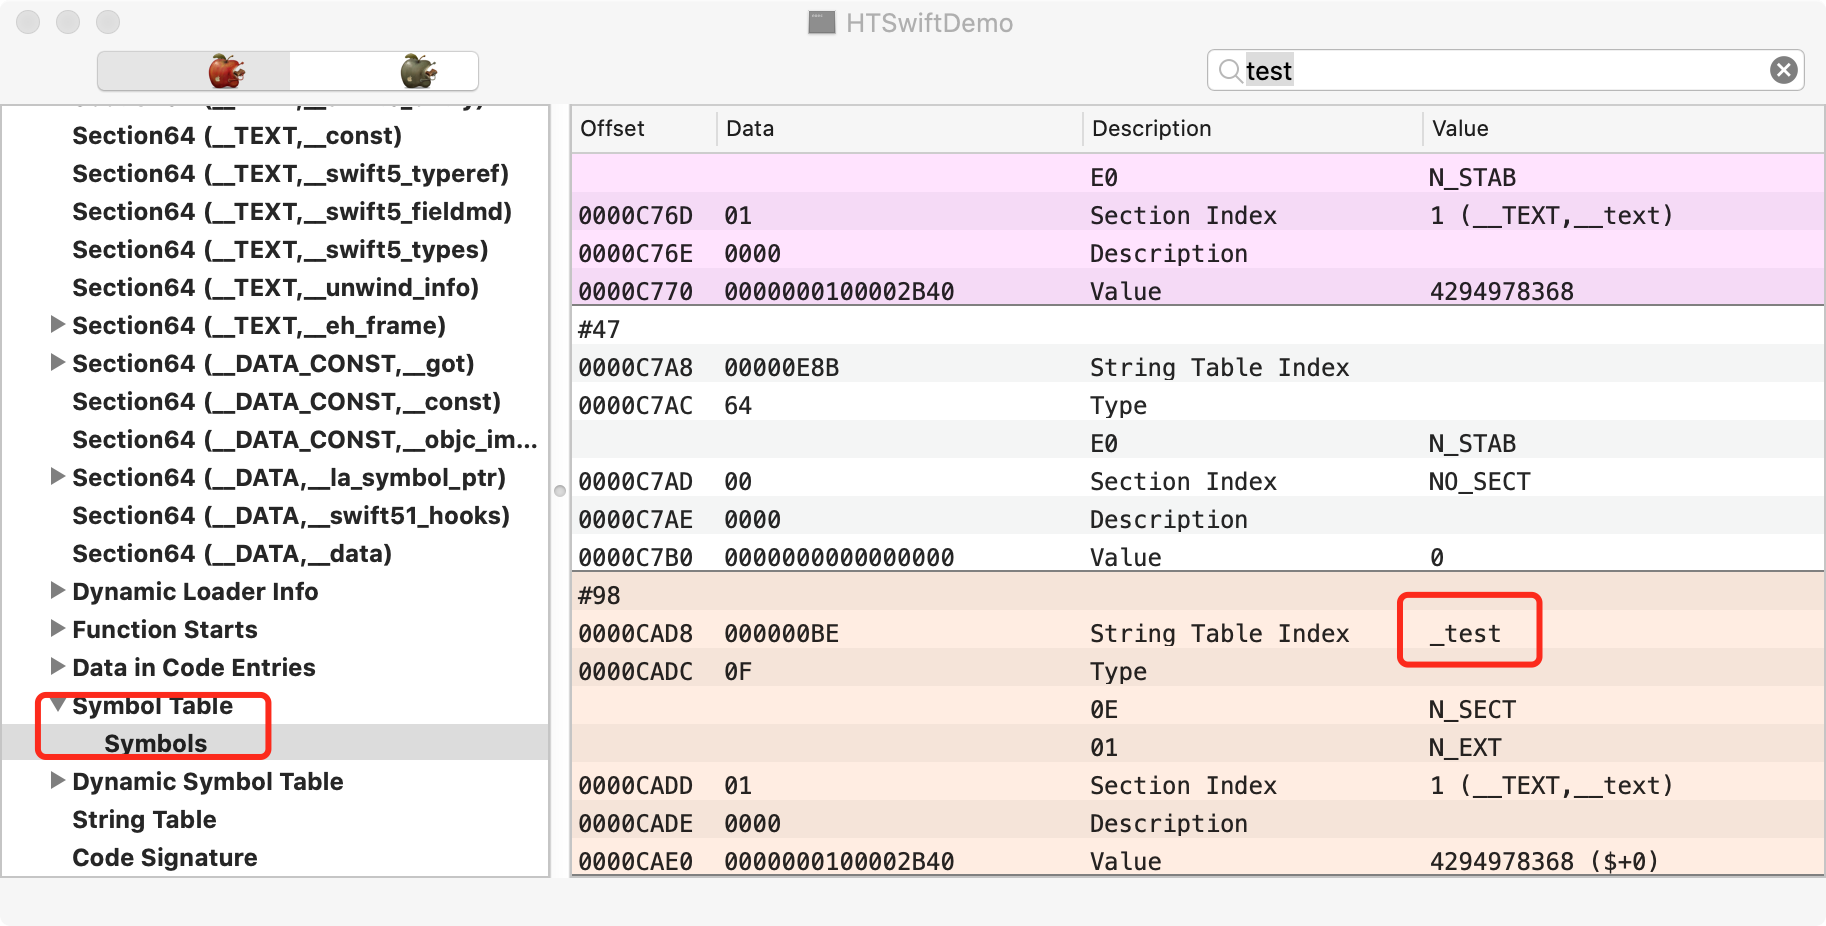 HTSwiftDemo
test
Section64 (__TEXT,__const)
Section64 (__TEXT,__swift5_typeref)
Section64 (__TEXT,__swift5_fieldmd)
Section64 (__TEXT,__swift5_types)
Section64 (__TEXT,__unwind_info)
Section64 (__TEXT,__eh_frame)
Section64 (__DATA_CONST,__got)
Section64 (__DATA_CONST,__const)
Section64 (__DATA_CONST,__objc_im...
Section64 (__DATA,__la_symbol_ptr)
Section64 (__DATA,__swift51_hooks)
Section64 (__DATA,__data)
Dynamic Loader Info
Function Starts
Data in Code Entries
Symbol Table
Symbols
Dynamic Symbol Table
String Table
Code Signature
Offset Data Description Value
E0 N_STAB
0000C76D 01 Section Index 1 (__TEXT,__text)
0000C76E 0000 Description
0000C770 0000000100002B40 Value 4294978368
#47
0000C7A8 00000E8B String Table Index
0000C7AC 64 Type
E0 N_STAB
0000C7AD 00 Section Index NO_SECT
0000C7AE 0000 Description
0000C7B0 0000000000000000 Value 0
#98
0000CAD8 000000BE String Table Index _test
0000CADC 0F Type
0E N_SECT
01 N_EXT
0000CADD 01 Section Index 1 (__TEXT,__text)
0000CADE 0000 Description
0000CAE0 0000000100002B40 Value 4294978368 ($+0)